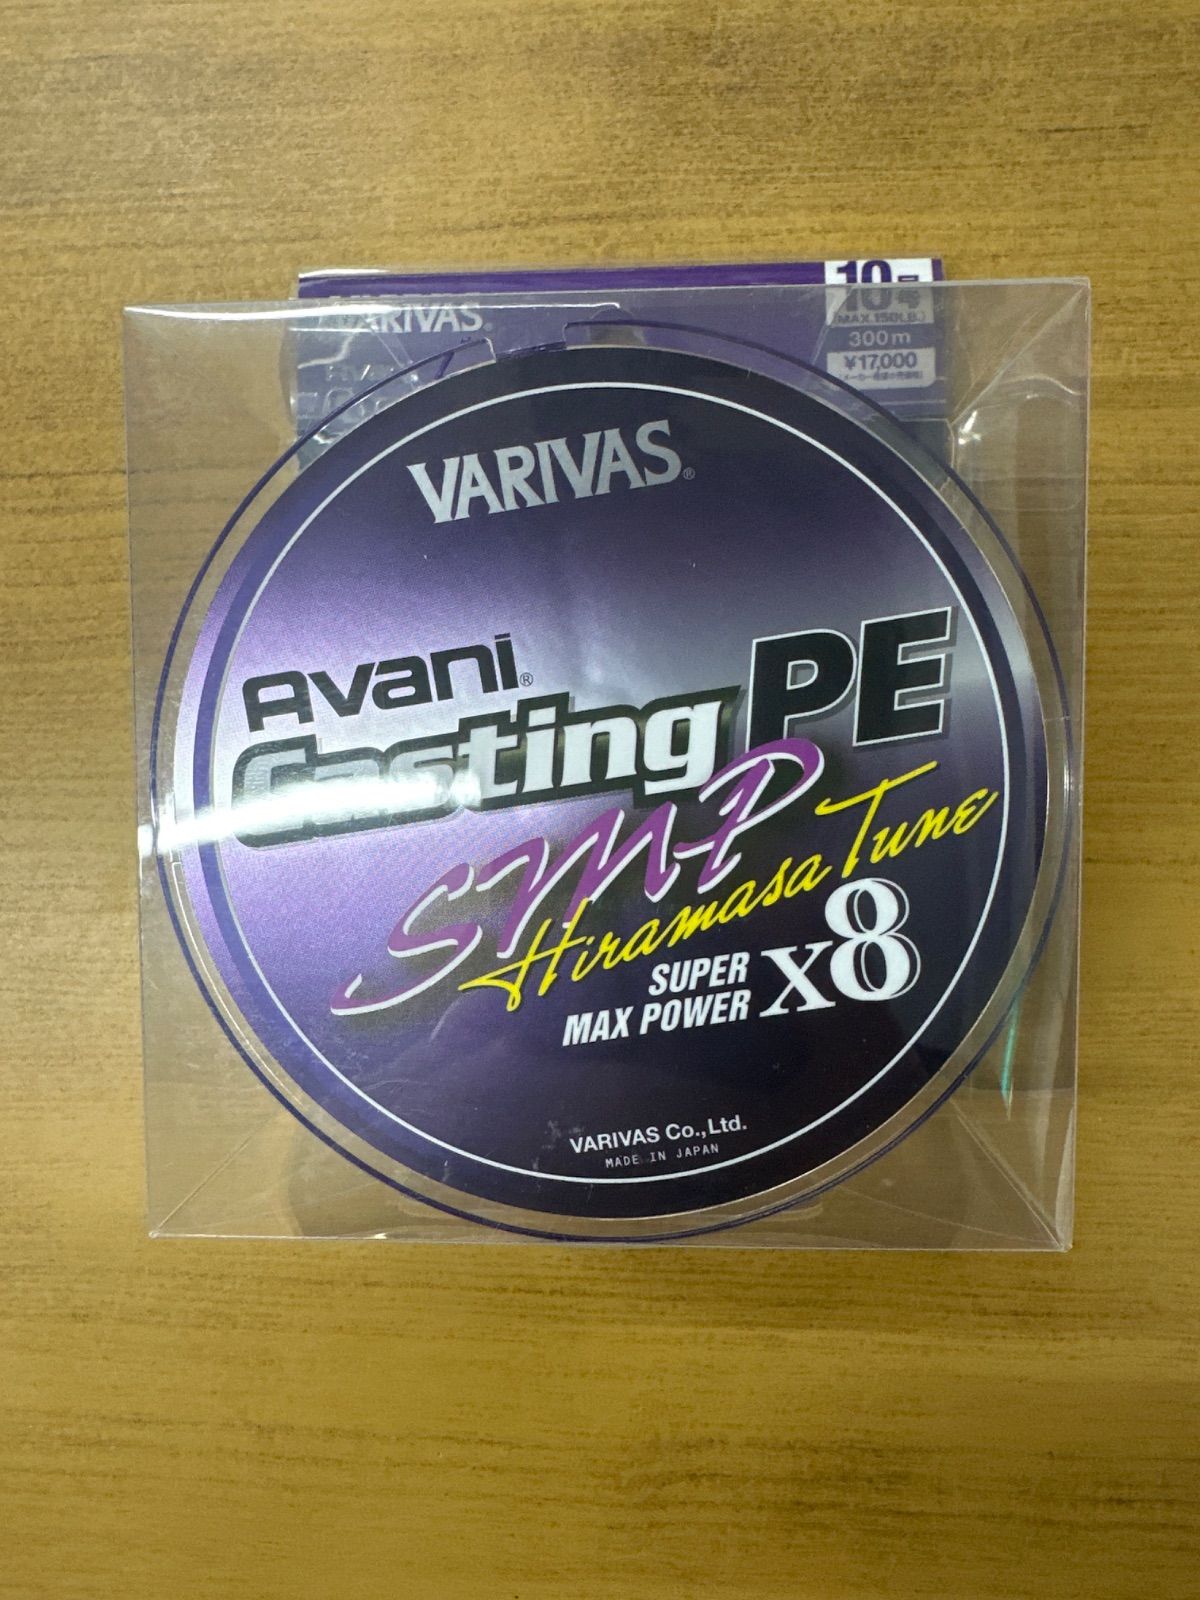 VARIVAS®
10号
(MAX.150LB.)
300m
¥17,000
VARIVAS®
Avani®
Casting PE
SMP
Hiramasa Tune
SUPER
MAX POWER X8
VARIVAS Co.,Ltd.
MADE IN JAPAN